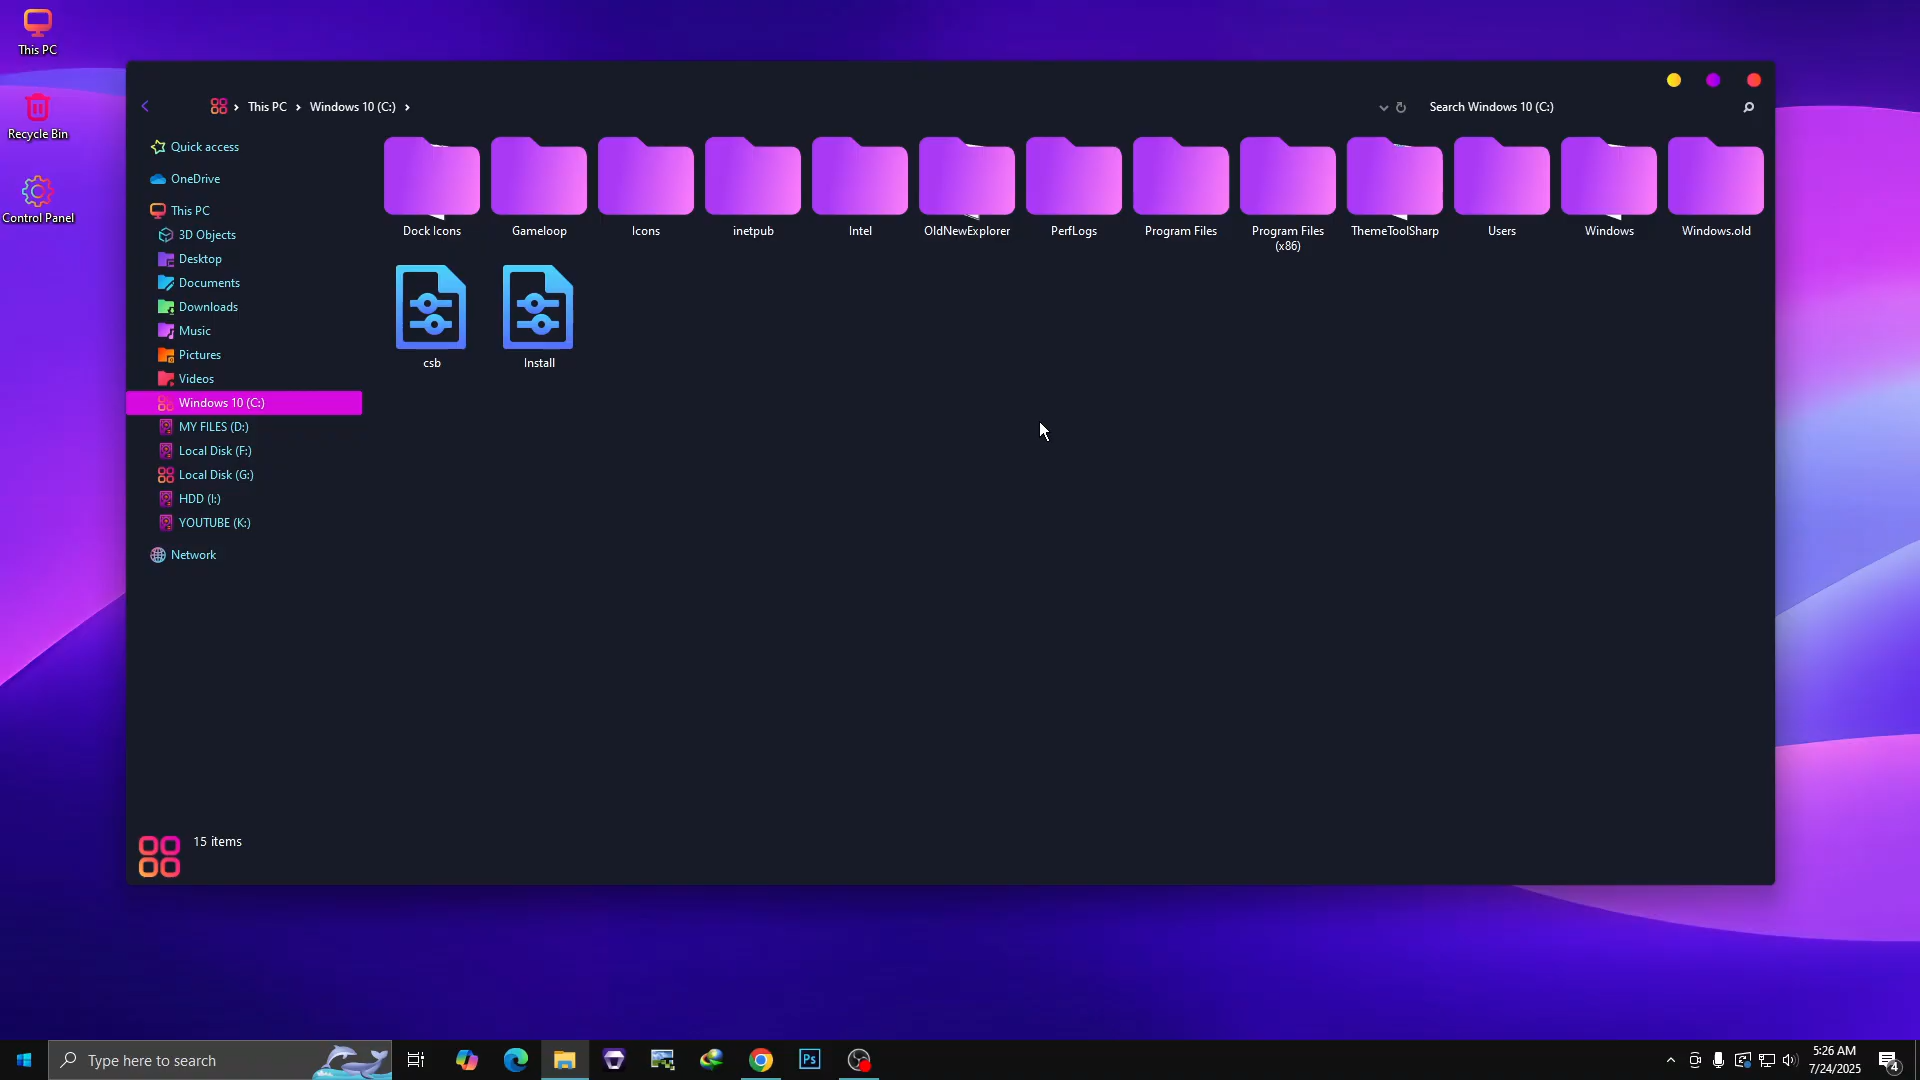 This PC
Recycle Bin
Control Panel
This PC
Windows 10 (C:)
Search Windows 10 (C:)
Quick access
OneDrive
This PC
3D Objects
Desktop
Documents
Downloads
Music
Pictures
Videos
Windows 10 (C:)
MY FILES (D:)
Local Disk (F:)
Local Disk (G:)
HDD (I:)
YOUTUBE (K:)
Network
Dock Icons
Gameloop
Icons
inetpub
Intel
OldNewExplorer
PerfLogs
Program Files
Program Files
(x86)
ThemeToolSharp
Users
Windows
Windows.old
csb
Install
15 items
Type here to search
Ps
5:26 AM
7/24/2025
4